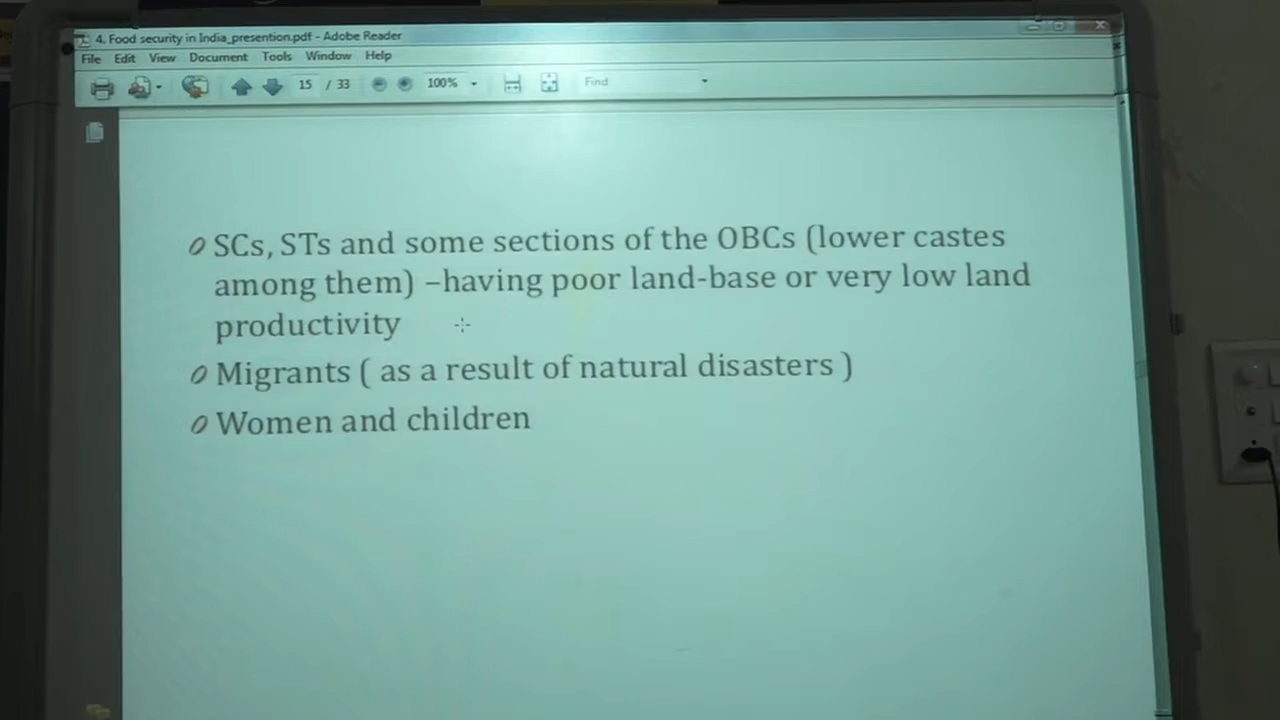 4. Food security in India_presention.pdf - Adobe Reader
File Edit View Document Tools Window Help
15 / 33 100% Find
SCs, STs and some sections of the OBCs (lower castes
among them) –having poor land-base or very low land
productivity
Migrants ( as a result of natural disasters )
Women and children